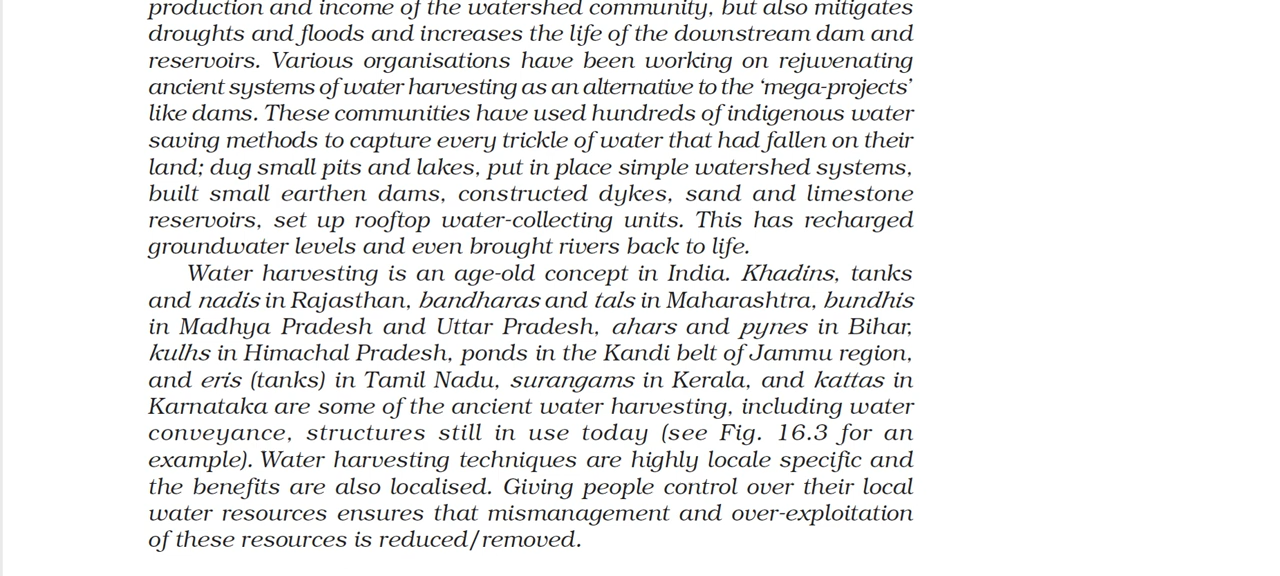 production and income of the watershed community, but also mitigates
droughts and floods and increases the life of the downstream dam and
reservoirs. Various organisations have been working on rejuvenating
ancient systems of water harvesting as an alternative to the ‘mega-projects’
like dams. These communities have used hundreds of indigenous water
saving methods to capture every trickle of water that had fallen on their
land; dug small pits and lakes, put in place simple watershed systems,
built small earthen dams, constructed dykes, sand and limestone
reservoirs, set up rooftop water-collecting units. This has recharged
groundwater levels and even brought rivers back to life.
Water harvesting is an age-old concept in India. Khadins, tanks
and nadis in Rajasthan, bandharas and tals in Maharashtra, bundhis
in Madhya Pradesh and Uttar Pradesh, ahars and pynes in Bihar,
kulhs in Himachal Pradesh, ponds in the Kandi belt of Jammu region,
and eris (tanks) in Tamil Nadu, surangams in Kerala, and kattas in
Karnataka are some of the ancient water harvesting, including water
conveyance, structures still in use today (see Fig. 16.3 for an
example). Water harvesting techniques are highly locale specific and
the benefits are also localised. Giving people control over their local
water resources ensures that mismanagement and over-exploitation
of these resources is reduced/removed.